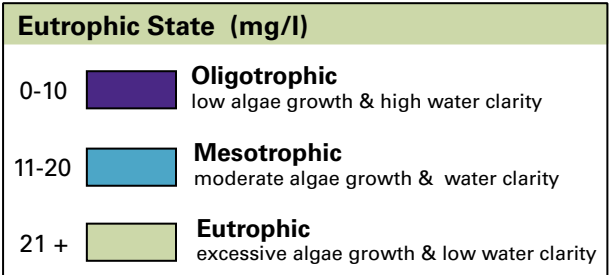 Eutrophic State (mg/l)
0-10 Oligotrophic
low algae growth & high water clarity
11-20 Mesotrophic
moderate algae growth & water clarity
21 + Eutrophic
excessive algae growth & low water clarity